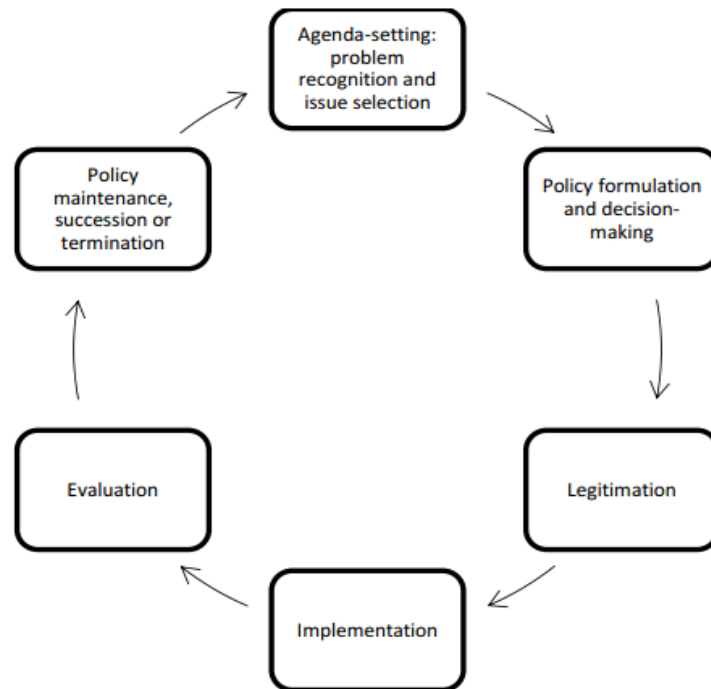 Agenda-setting:
problem
recognition and
issue selection
Policy formulation
and decision-
making
Legitimation
Implementation
Evaluation
Policy
maintenance,
succession or
termination